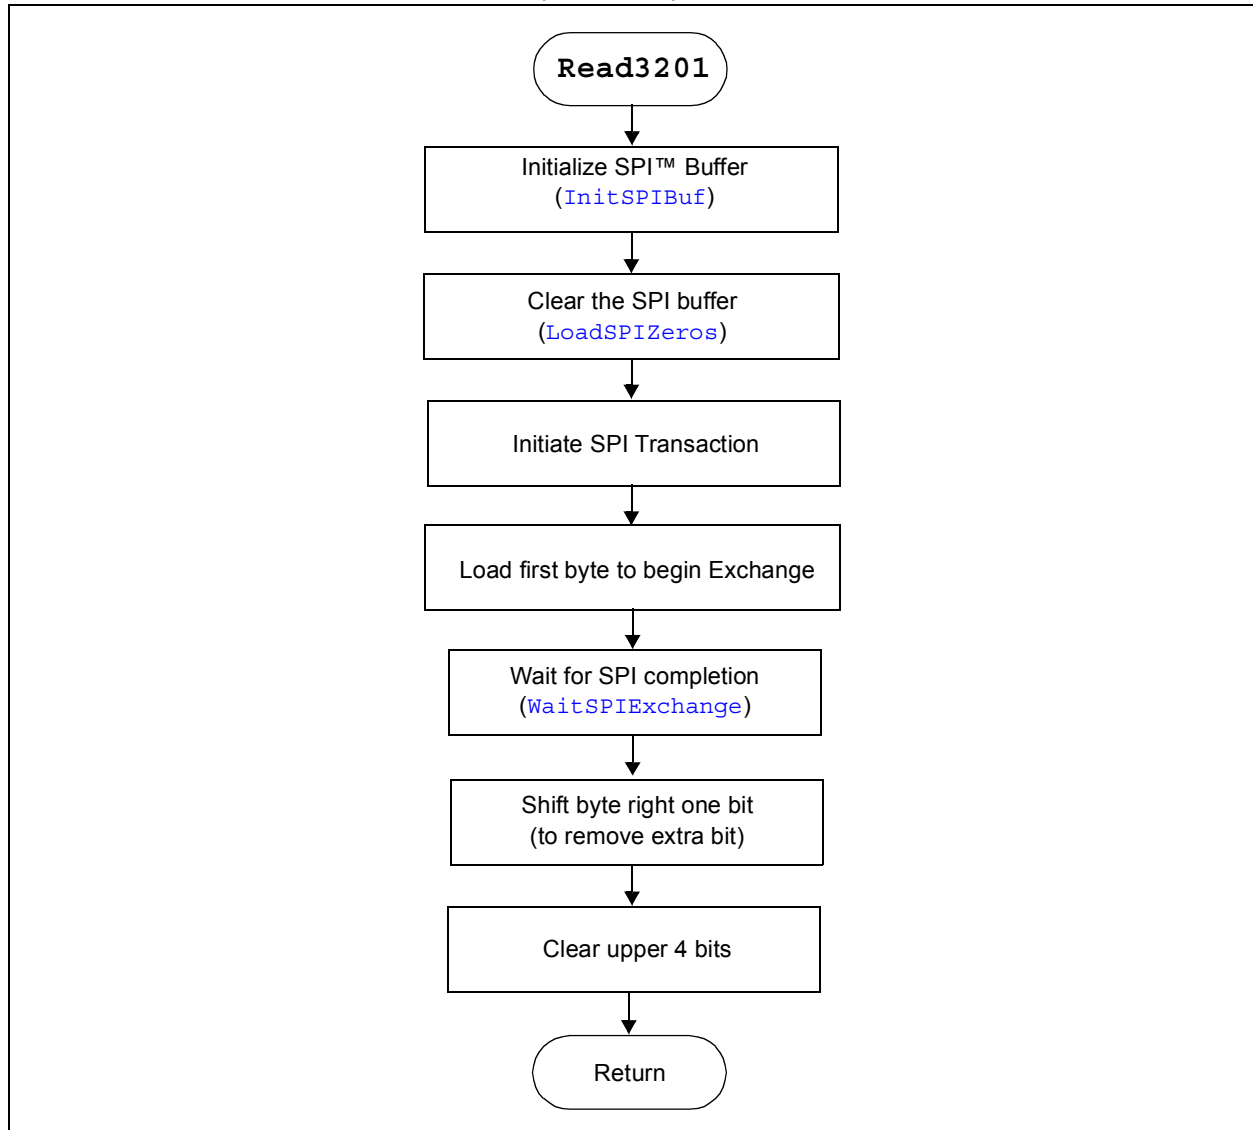 Read3201
Initialize SPI™ Buffer
(InitSPIBuf)
Clear the SPI buffer
(LoadSPIZeros)
Initiate SPI Transaction
Load first byte to begin Exchange
Wait for SPI completion
(WaitSPIExchange)
Shift byte right one bit
(to remove extra bit)
Clear upper 4 bits
Return